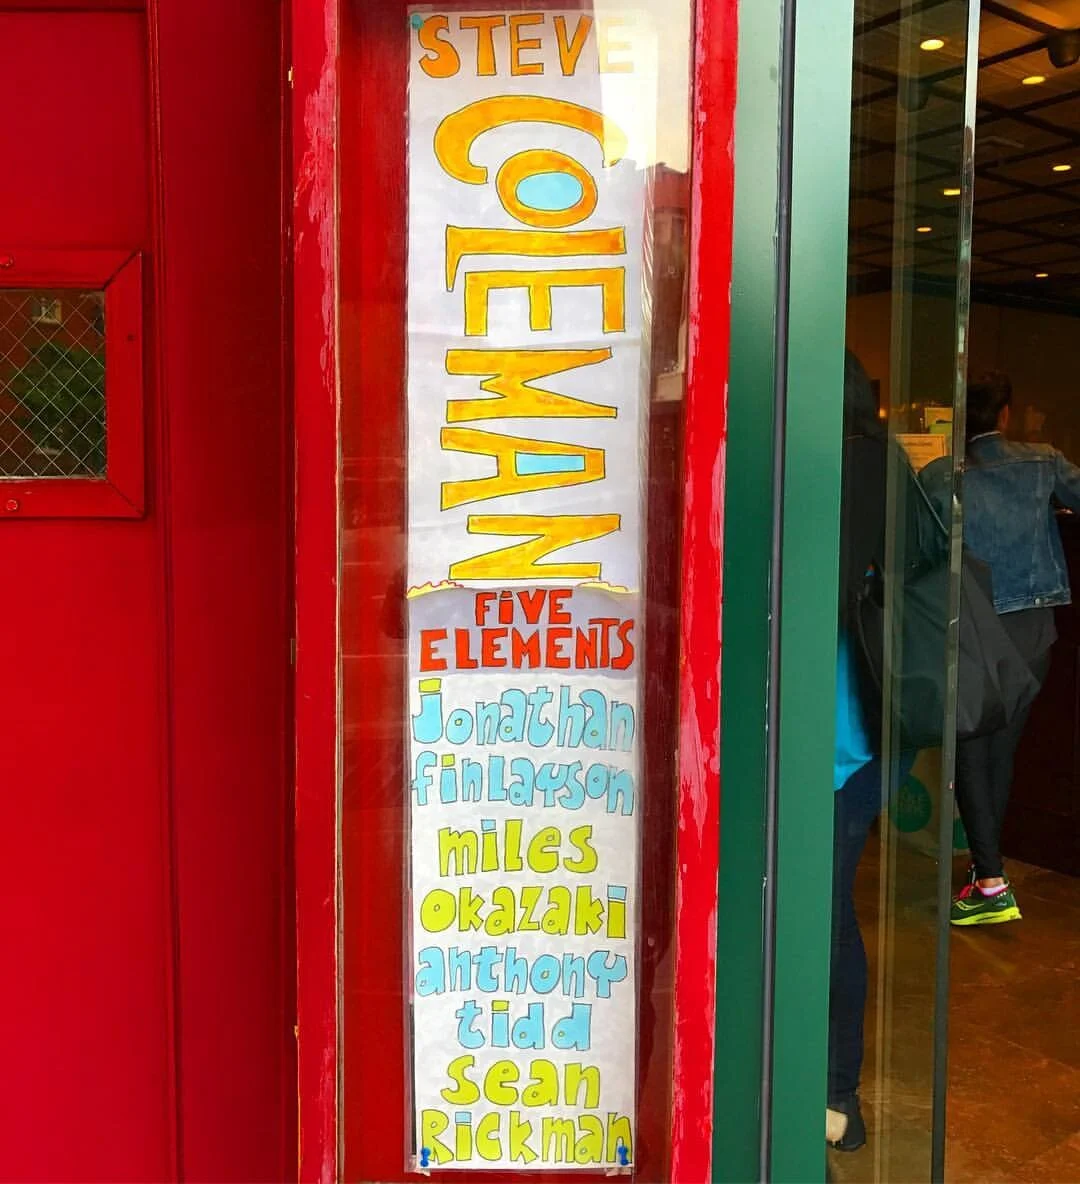 STEVE
COLEMAN
FiVE
ELEMENTS
jonathan
finLayson
miles
okazaki
anthony
tidd
sean
Rickman